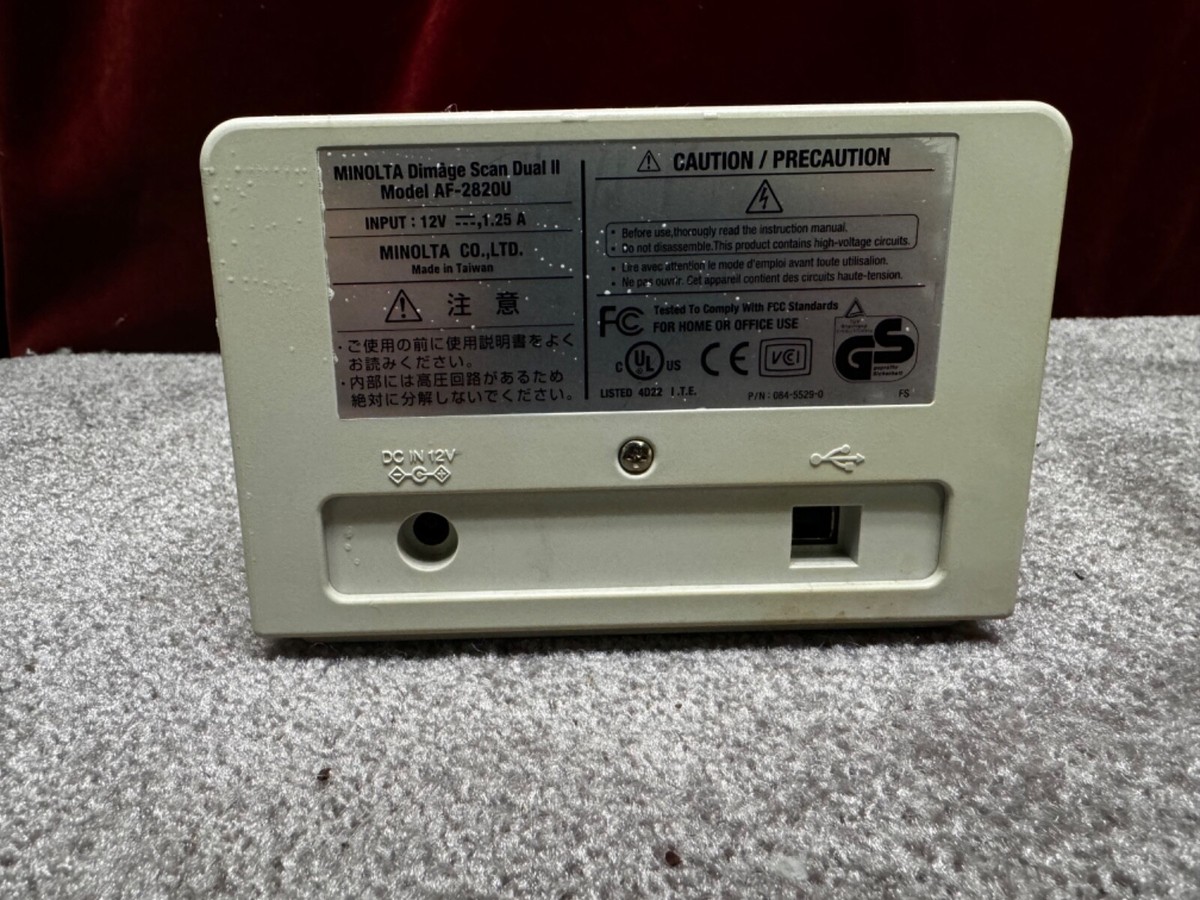 MINOLTA Dimâge Scan Dual II
Model AF-2820U
INPUT : 12V ⎓,1.25 A
MINOLTA CO.,LTD.
Made in Taiwan
⚠ 注 意
・ご使用の前に使用説明書をよく
お読みください。
・内部には高圧回路があるため
絶対に分解しないでください。
⚠ CAUTION / PRECAUTION
• Before use,thorougly read the instruction manual.
• Do not disassemble.This product contains high-voltage circuits.
• Lire avec attention le mode d'emploi avant toute utilisation.
• Ne pas ouvrir. Cet appareil contient des circuits haute-tension.
FC Tested To Comply With FCC Standards
FOR HOME OR OFFICE USE
C UL US CE VCI GS
geprüfte
Sicherheit
LISTED 4D22 I.T.E.
P/N : 084-5529-0
FS
DC IN 12V